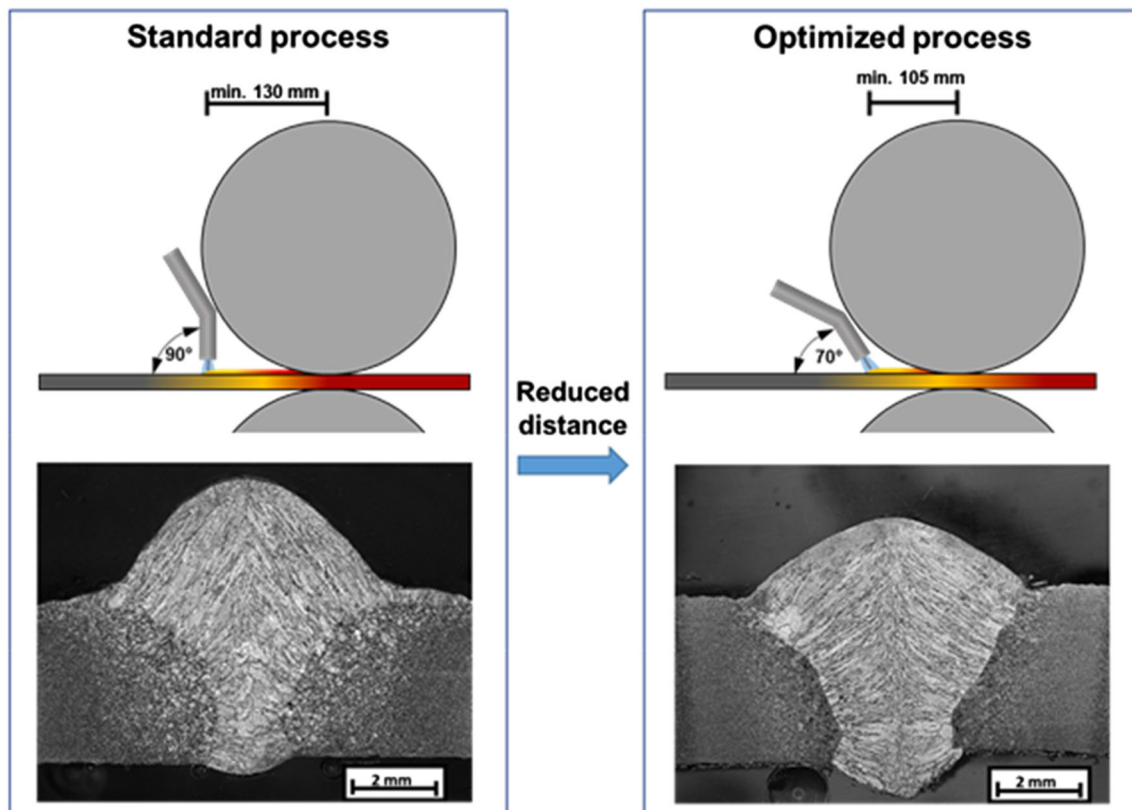 Standard process
min. 130 mm
90°
2 mm
Reduced
distance
Optimized process
min. 105 mm
70°
2 mm